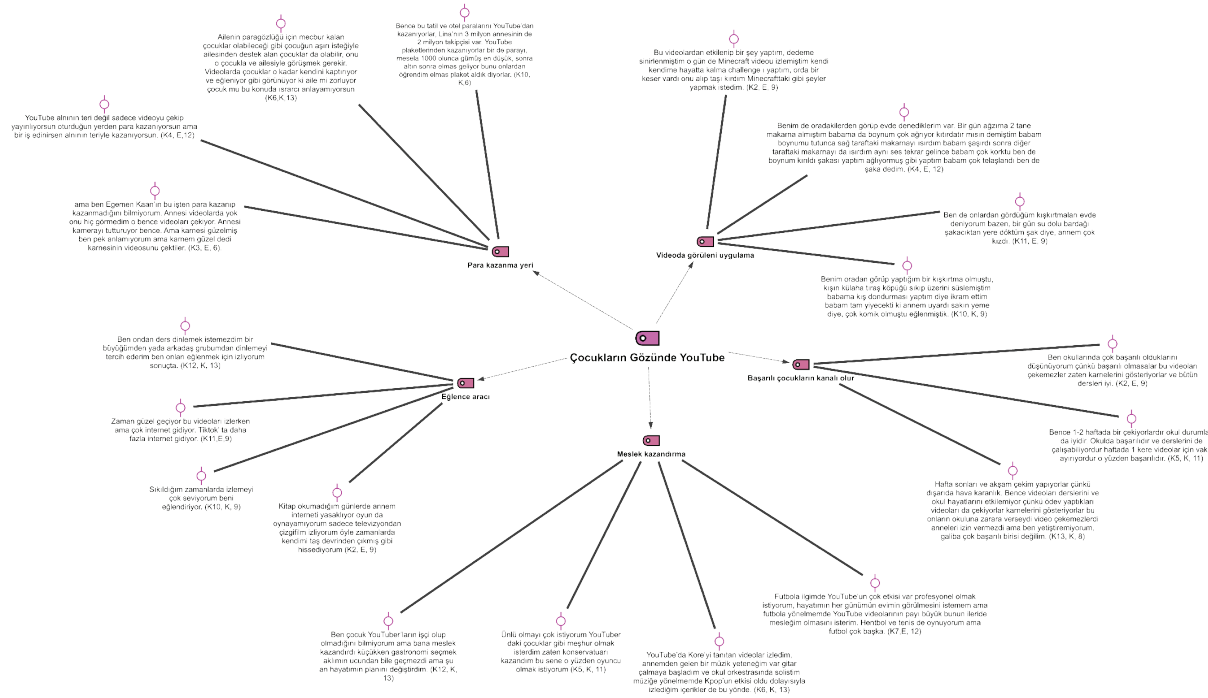 Ailenin paragözlüğü için mecbur kalan
çocuklar olabileceği gibi çocuğun aşırı isteğiyle
ailesinden destek alan çocuklar da olabilir, onu
o çocukla ve ailesiyle görüşmek gerekir.
Videolarda çocuklar o kadar kendini kaptırıyor
ve eğleniyor gibi görünüyor ki aile mi zorluyor
çocuk mu bu konuda ısrarcı anlayamıyorsun
(K6,K,13)
Bence bu tatil ve otel paralarını YouTube'dan
kazanıyorlar, Lina'nın 3 milyon annesinin de
2 milyon takipçisi var. YouTube
plaketlerinden kazanıyorlar bir de parayı,
mesela 1000 olunca gümüş en düşük, sonra
altın sonra elmas geliyor bunu onlardan
öğrendim elmas plaket aldık diyorlar. (K10,
K,6)
YouTube alnının teri değil sadece videoyu çekip
yayınlıyorsun oturduğun yerden para kazanıyorsun ama
bir iş edinirsen alnının teriyle kazanıyorsun. (K4, E,12)
ama ben Egemen Kaan'ın bu işten para kazanıp
kazanmadığını bilmiyorum. Annesi videolarda yok
onu hiç görmedim o bence videoları çekiyor. Annesi
kamerayı tutturuyor bence. Ama karnesi güzelmiş
ben pek anlamıyorum ama karnem güzel dedi
karnesinin videosunu çektiler. (K3, E, 6)
Para kazanma yeri
Bu videolardan etkilenip bir şey yaptım, dedeme
sinirlenmiştim o gün de Minecraft videou izlemiştim kendi
kendime hayatta kalma challenge ı yaptım, orda bir
keser vardı onu alıp taşı kırdım Minecrafttaki gibi şeyler
yapmak istedim. (K2, E, 9)
Benim de oradakilerden görüp evde denediklerim var. Bir gün ağzıma 2 tane
makarna almıştım babama da boynum çok ağrıyor kıtırdatır mısın demiştim babam
boynumu tutunca sağ taraftaki makarnayı ısırdım babam şaşırdı sonra diğer
taraftaki makarnayı da ısırdım aynı ses tekrar gelince babam çok korktu ben de
boynum kırıldı şakası yaptım ağlıyormuş gibi yaptım babam çok telaşlandı ben de
şaka dedim. (K4, E, 12)
Ben de onlardan gördüğüm kışkırtmaları evde
deniyorum bazen, bir gün su dolu bardağı
şakacıktan yere döktüm şak diye, annem çok
kızdı. (K11, E, 9)
Benim oradan görüp yaptığım bir kışkırtma olmuştu,
kışın külaha tıraş köpüğü sıkıp üzerini süslemiştim
babama kış dondurması yaptım diye ikram ettim
babam tam yiyecekti ki annem uyardı sakın yeme
diye, çok komik olmuştu eğlenmiştik. (K10, K, 9)
Videoda görüleni uygulama
Çocukların Gözünde YouTube
Ben ondan ders dinlemek istemezdim bir
büyüğümden yada arkadaş grubumdan dinlemeyi
tercih ederim ben onları eğlenmek için izliyorum
sonuçta. (K12, K, 13)
Zaman güzel geçiyor bu videoları izlerken
ama çok internet gidiyor. Tiktok' ta daha
fazla internet gidiyor. (K11,E,9)
Sıkıldığım zamanlarda izlemeyi
çok seviyorum beni
eğlendiriyor. (K10, K, 9)
Kitap okumadığım günlerde annem
interneti yasaklıyor oyun da
oynayamıyorum sadece televizyondan
çizgifilm izliyorum öyle zamanlarda
kendimi taş devrinden çıkmış gibi
hissediyorum (K2, E, 9)
Eğlence aracı
Başarılı çocukların kanalı olur
Ben okullarında çok başarılı olduklarını
düşünüyorum çünkü başarılı olmasalar bu videoları
çekemezler zaten karnelerini gösteriyorlar ve bütün
dersleri iyi. (K2, E, 9)
Bence 1-2 haftada bir çekiyorlardır okul durumla
da iyidir. Okulda başarılıdır ve derslerini de
çalışabiliyordur haftada 1 kere videolar için vak
ayırıyordur o yüzden başarılıdır. (K5, K, 11)
Hafta sonları ve akşam çekim yapıyorlar çünkü
dışarıda hava karanlık. Bence videoları derslerini ve
okul hayatlarını etkilemiyor çünkü ödev yaptıkları
videoları da çekiyorlar karnelerini gösteriyorlar bu
onların okuluna zarara verseydi video çekemezlerdi
anneleri izin vermezdi ama ben yetiştiremiyorum,
galiba çok başarılı birisi değilim. (K13, K, 8)
Meslek kazandırma
Ben çocuk YouTuber'ların işçi olup
olmadığını bilmiyorum ama bana meslek
kazandırdı küçükken gastronomi seçmek
aklımın ucundan bile geçmezdi ama şu
an hayatımın planını değiştirdim. (K12, K,
13)
Ünlü olmayı çok istiyorum YouTuber
daki çocuklar gibi meşhur olmak
isterdim zaten konservatuarı
kazandım bu sene o yüzden oyuncu
olmak istiyorum (K5, K, 11)
YouTube'da Kore'yi tanıtan videolar izledim,
annemden gelen bir müzik yeteneğim var gitar
çalmaya başladım ve okul orkestrasında solistim
müziğe yönelmemde Kpop'un etkisi oldu dolayısıyla
izlediğim içerikler de bu yönde. (K6, K, 13)
Futbola ilgimde YouTube'un çok etkisi var profesyonel olmak
istiyorum, hayatımın her günümün evimin görülmesini istemem ama
futbola yönelmemde YouTube videolarının payı büyük bunun ileride
mesleğim olmasını isterim. Hentbol ve tenis de oynuyorum ama
futbol çok başka. (K7,E, 12)